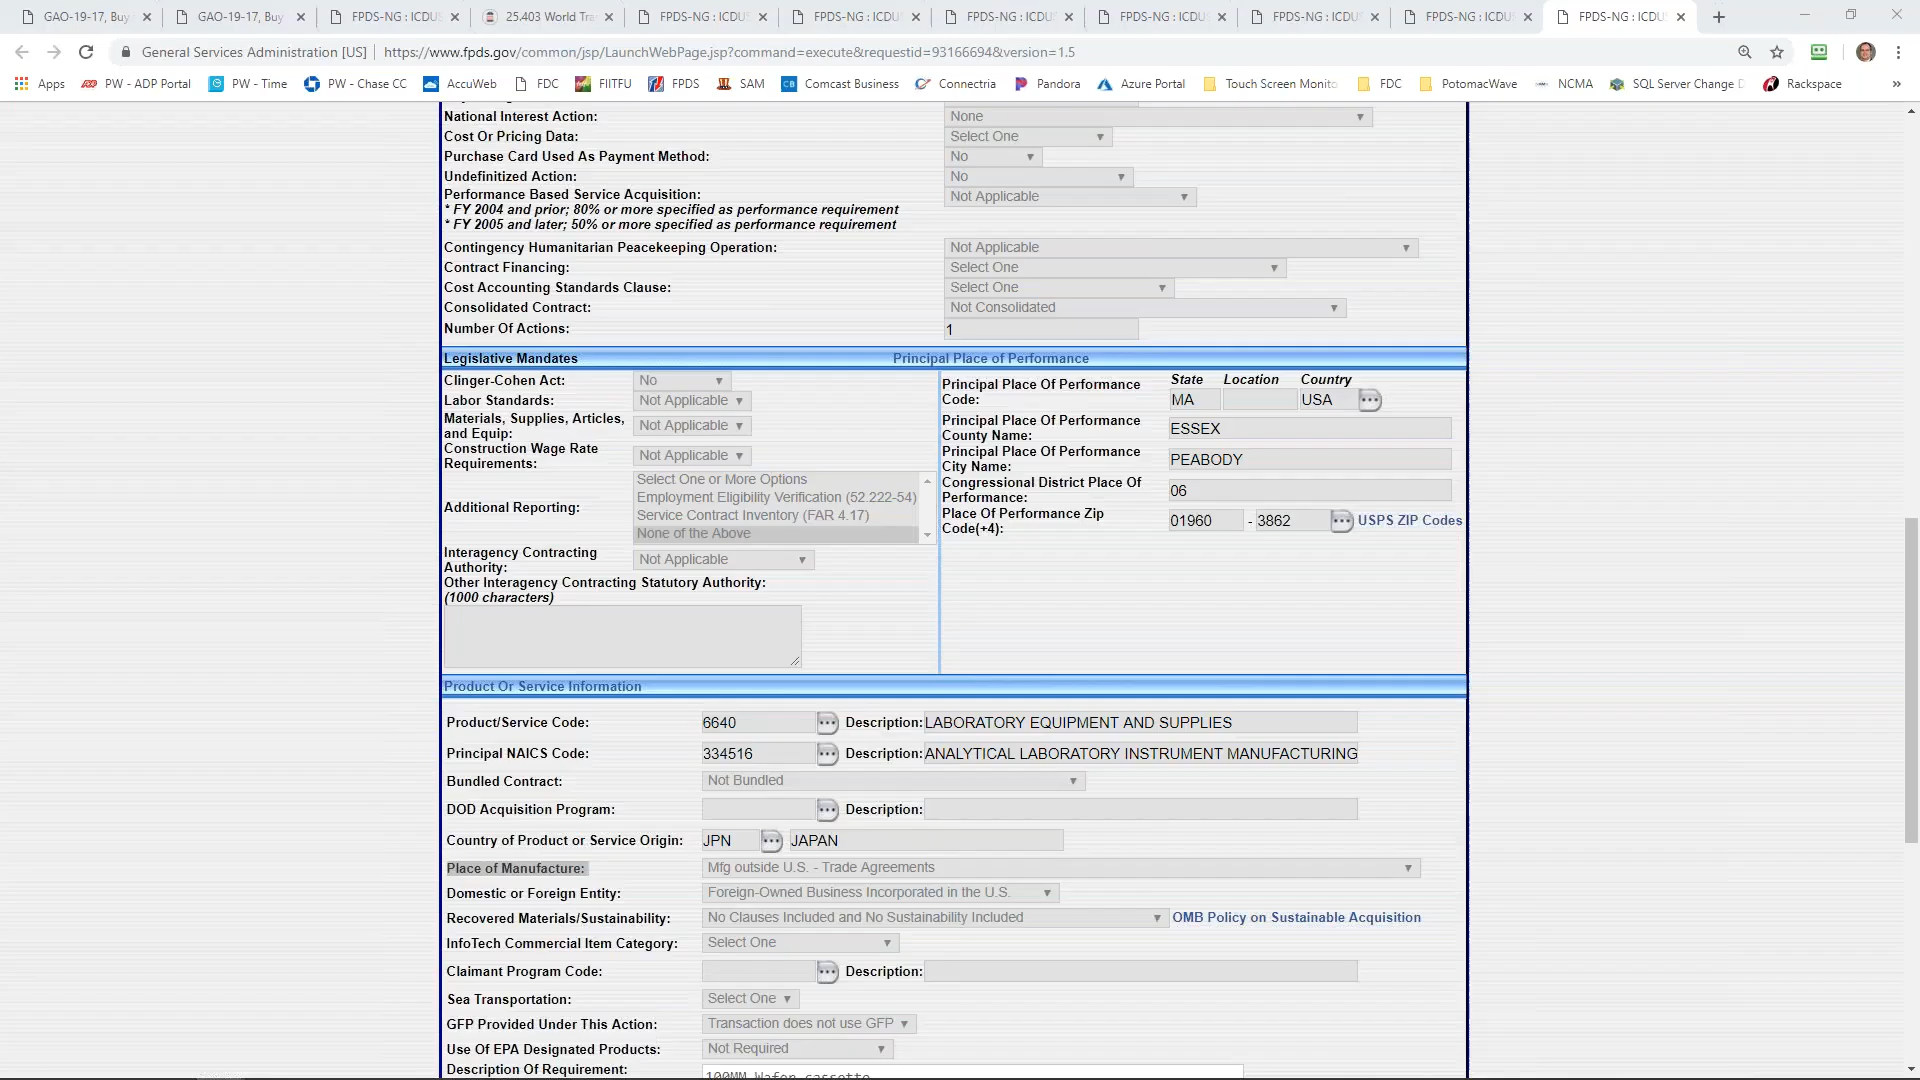 GAO-19-17, Buy
GAO-19-17, Buy
FPDS-NG : ICDUS
25.403 World Tra
FPDS-NG : ICDUS
FPDS-NG : ICDUS
FPDS-NG : ICDUS
FPDS-NG : ICDUS
FPDS-NG : ICDUS
FPDS-NG : ICDUS
FPDS-NG : ICDUS
General Services Administration [US] | https://www.fpds.gov/common/jsp/LaunchWebPage.jsp?command=execute&requestid=93166694&version=1.5
Apps PW - ADP Portal PW - Time PW - Chase CC AccuWeb FDC FIITFU FPDS SAM Comcast Business Connectria Pandora Azure Portal Touch Screen Monito FDC PotomacWave NCMA SQL Server Change Rackspace »
National Interest Action: None
Cost Or Pricing Data: Select One
Purchase Card Used As Payment Method: No
Undefinitized Action: No
Performance Based Service Acquisition: Not Applicable
* FY 2004 and prior; 80% or more specified as performance requirement
* FY 2005 and later; 50% or more specified as performance requirement
Contingency Humanitarian Peacekeeping Operation: Not Applicable
Contract Financing: Select One
Cost Accounting Standards Clause: Select One
Consolidated Contract: Not Consolidated
Number Of Actions: 1
Legislative Mandates
Principal Place of Performance
Clinger-Cohen Act: No
Labor Standards: Not Applicable
Materials, Supplies, Articles,
and Equip: Not Applicable
Construction Wage Rate
Requirements: Not Applicable
Additional Reporting:
Select One or More Options
Employment Eligibility Verification (52.222-54)
Service Contract Inventory (FAR 4.17)
None of the Above
Interagency Contracting
Authority: Not Applicable
Other Interagency Contracting Statutory Authority:
(1000 characters)
State Location Country
Principal Place Of Performance
Code: MA USA
Principal Place Of Performance
County Name: ESSEX
Principal Place Of Performance
City Name: PEABODY
Congressional District Place Of
Performance: 06
Place Of Performance Zip
Code(+4): 01960 - 3862 USPS ZIP Codes
Product Or Service Information
Product/Service Code: 6640 Description: LABORATORY EQUIPMENT AND SUPPLIES
Principal NAICS Code: 334516 Description: ANALYTICAL LABORATORY INSTRUMENT MANUFACTURING
Bundled Contract: Not Bundled
DOD Acquisition Program: Description:
Country of Product or Service Origin: JPN JAPAN
Place of Manufacture: Mfg outside U.S. - Trade Agreements
Domestic or Foreign Entity: Foreign-Owned Business Incorporated in the U.S.
Recovered Materials/Sustainability: No Clauses Included and No Sustainability Included OMB Policy on Sustainable Acquisition
InfoTech Commercial Item Category: Select One
Claimant Program Code: Description:
Sea Transportation: Select One
GFP Provided Under This Action: Transaction does not use GFP
Use Of EPA Designated Products: Not Required
Description Of Requirement: 100MM Wafer cassette